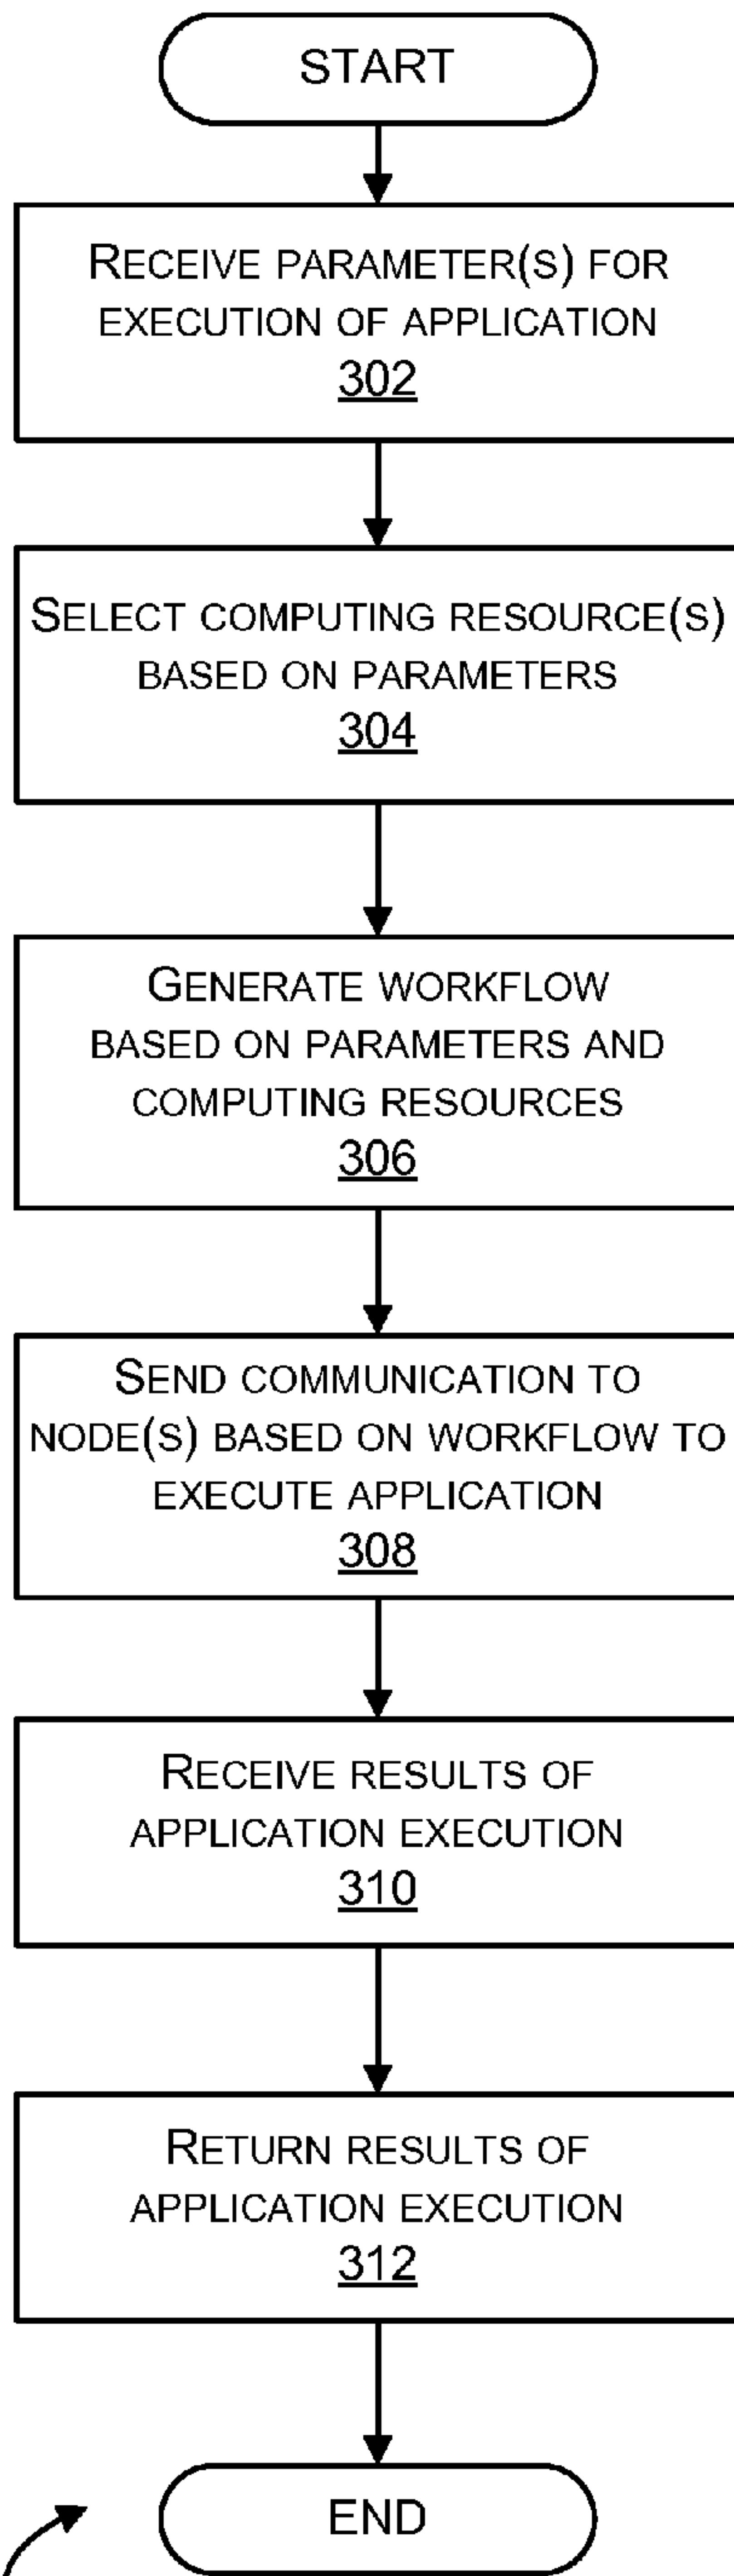 START
RECEIVE PARAMETER(S) FOR
EXECUTION OF APPLICATION
302
SELECT COMPUTING RESOURCE(S)
BASED ON PARAMETERS
304
GENERATE WORKFLOW
BASED ON PARAMETERS AND
COMPUTING RESOURCES
306
SEND COMMUNICATION TO
NODE(S) BASED ON WORKFLOW TO
EXECUTE APPLICATION
308
RECEIVE RESULTS OF
APPLICATION EXECUTION
310
RETURN RESULTS OF
APPLICATION EXECUTION
312
END